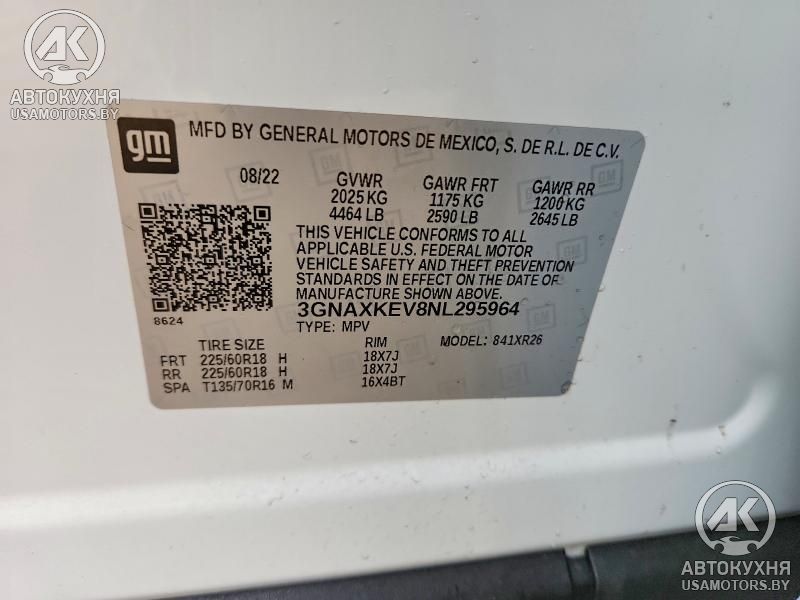 AK
АВТОКУХНЯ
USAMOTORS.BY
gm MFD BY GENERAL MOTORS DE MEXICO, S. DE R.L. DE C.V.
08/22 GVWR GAWR FRT GAWR RR
2025 KG 1175 KG 1200 KG
4464 LB 2590 LB 2645 LB
THIS VEHICLE CONFORMS TO ALL
APPLICABLE U.S. FEDERAL MOTOR
VEHICLE SAFETY AND THEFT PREVENTION
STANDARDS IN EFFECT ON THE DATE OF
MANUFACTURE SHOWN ABOVE.
3GNAXKEV8NL295964
8624 TYPE: MPV MODEL: 841XR26
TIRE SIZE RIM
FRT 225/60R18 H 18X7J
RR 225/60R18 H 18X7J
SPA T135/70R16 M 16X4BT
AK
АВТОКУХНЯ
USAMOTORS.BY